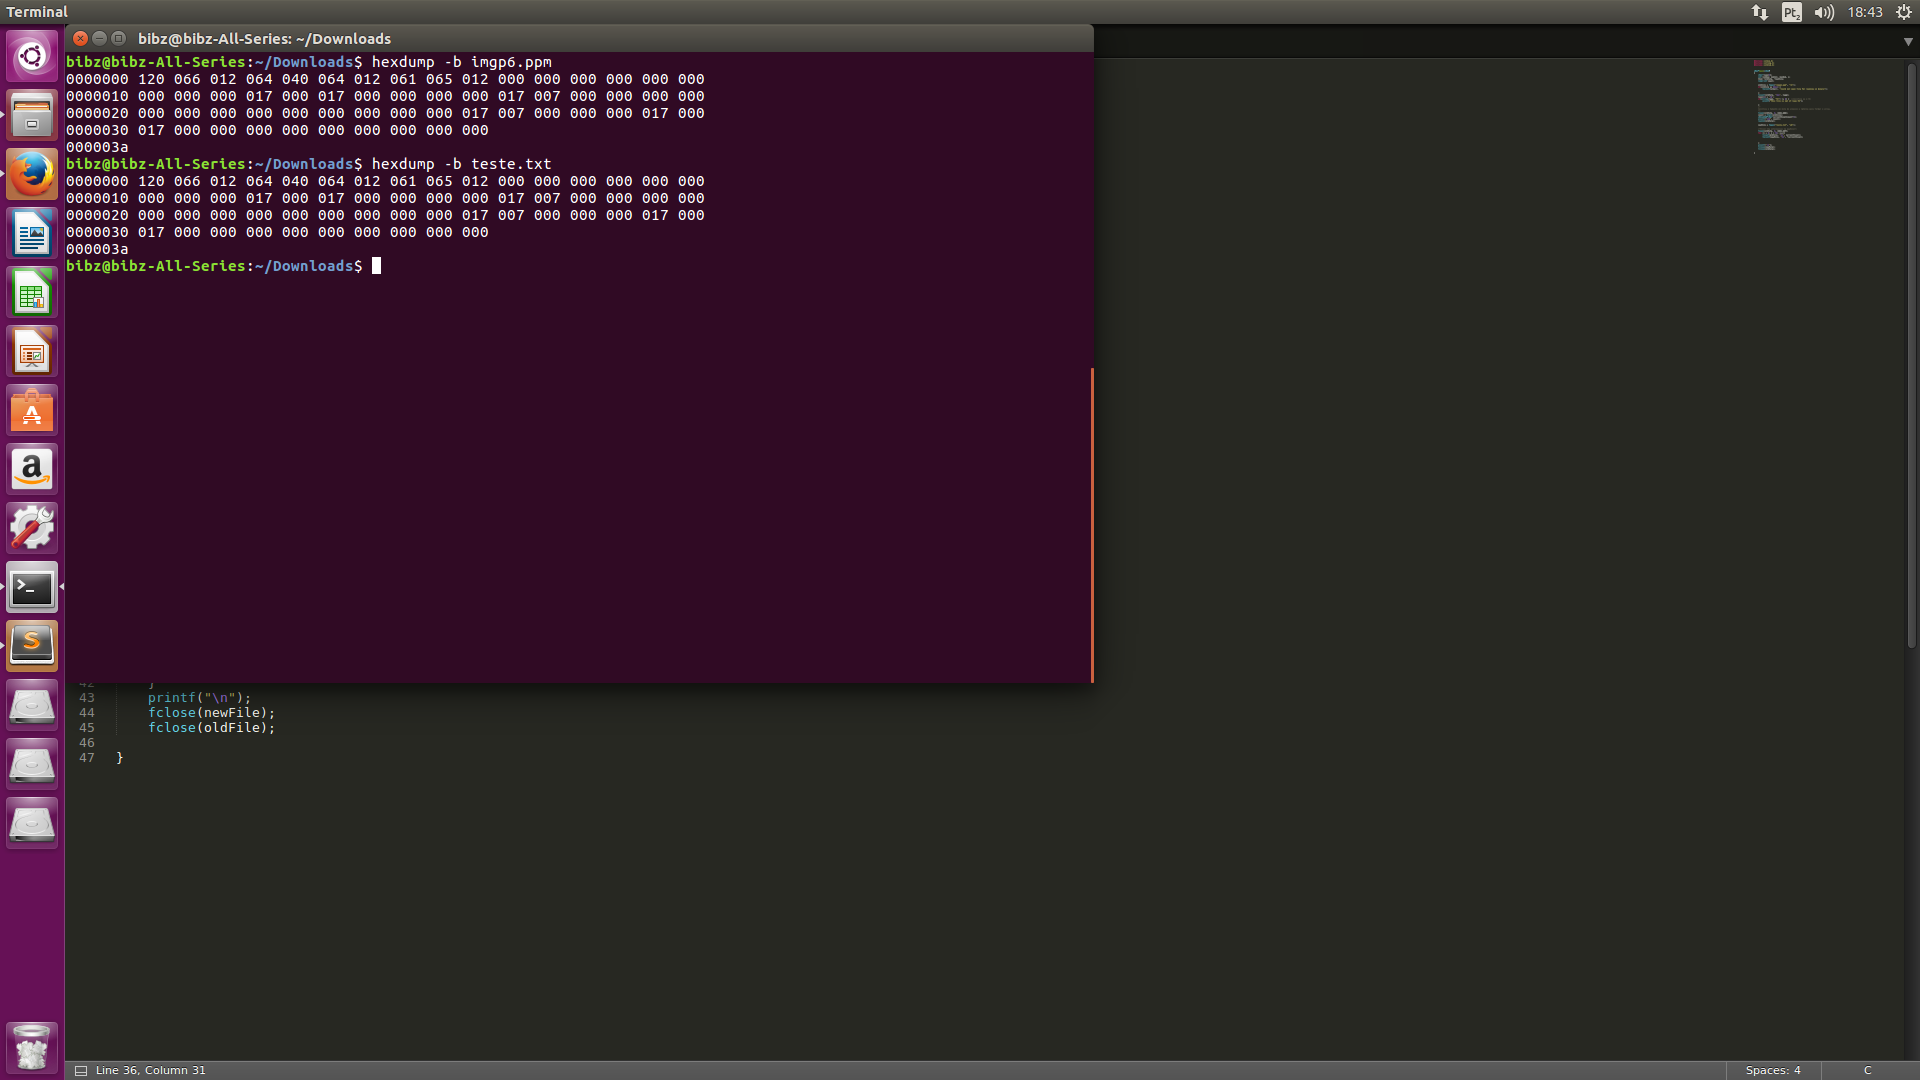 Terminal
Pt2
18:43
bibz@bibz-All-Series: ~/Downloads
bibz@bibz-All-Series:~/Downloads$ hexdump -b imgp6.ppm
0000000 120 066 012 064 040 064 012 061 065 012 000 000 000 000 000 000
0000010 000 000 000 017 000 017 000 000 000 000 017 007 000 000 000 000
0000020 000 000 000 000 000 000 000 000 000 017 007 000 000 000 017 000
0000030 017 000 000 000 000 000 000 000 000 000
000003a
bibz@bibz-All-Series:~/Downloads$ hexdump -b teste.txt
0000000 120 066 012 064 040 064 012 061 065 012 000 000 000 000 000 000
0000010 000 000 000 017 000 017 000 000 000 000 017 007 000 000 000 000
0000020 000 000 000 000 000 000 000 000 000 017 007 000 000 000 017 000
0000030 017 000 000 000 000 000 000 000 000 000
000003a
bibz@bibz-All-Series:~/Downloads$
42 }
43 printf("\n");
44 fclose(newFile);
45 fclose(oldFile);
46
47 }
Line 36, Column 31
Spaces: 4
C